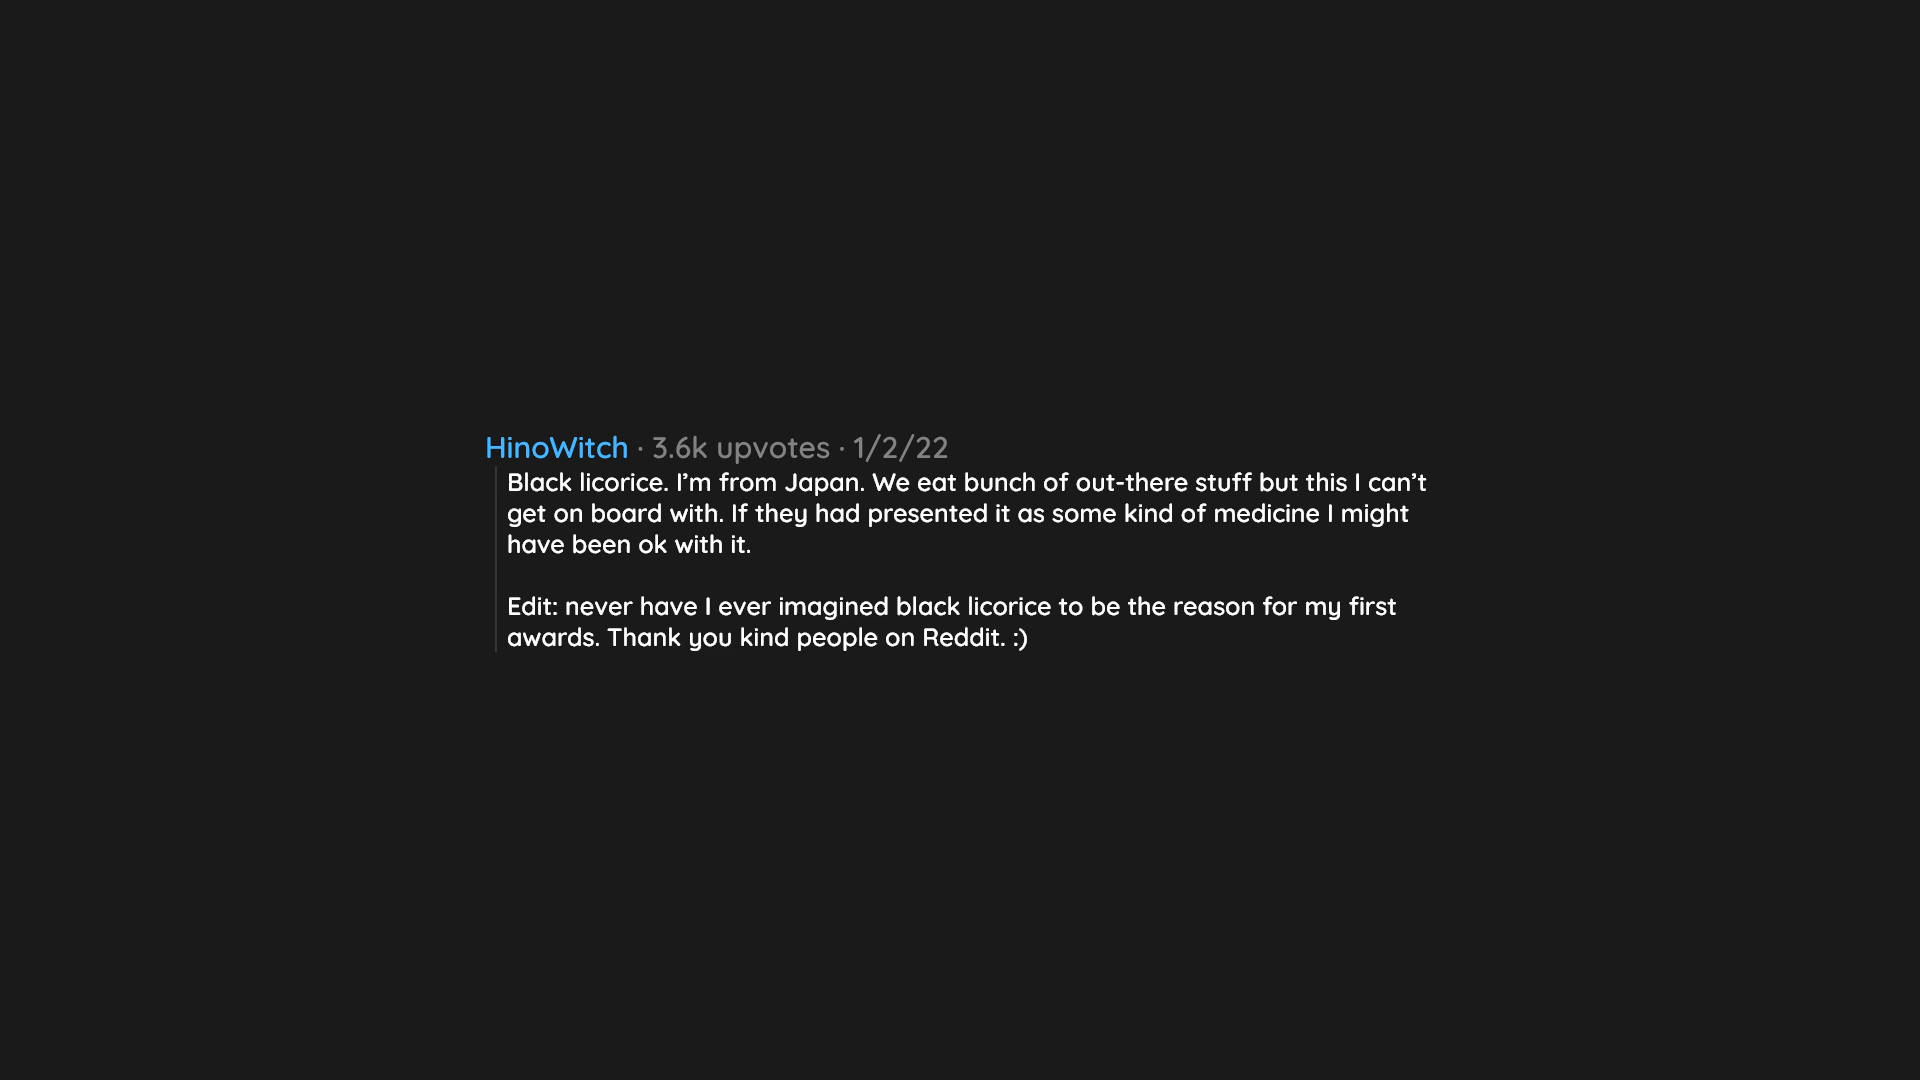 HinoWitch · 3.6k upvotes · 1/2/22
Black licorice. I’m from Japan. We eat bunch of out-there stuff but this I can’t
get on board with. If they had presented it as some kind of medicine I might
have been ok with it.
Edit: never have I ever imagined black licorice to be the reason for my first
awards. Thank you kind people on Reddit. :)